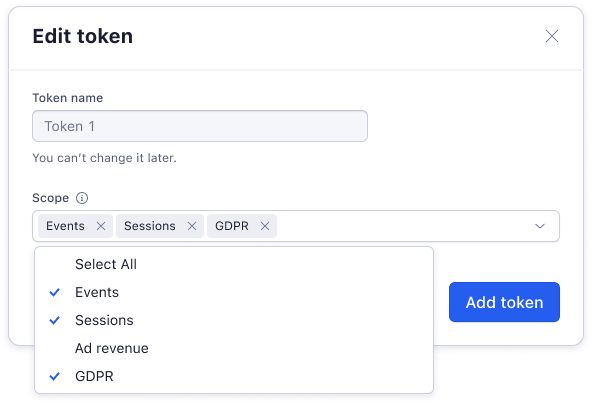 Edit token
Token name
Token 1
You can’t change it later.
Scope
Events Sessions GDPR
Select All
Events
Sessions
Ad revenue
GDPR
Add token